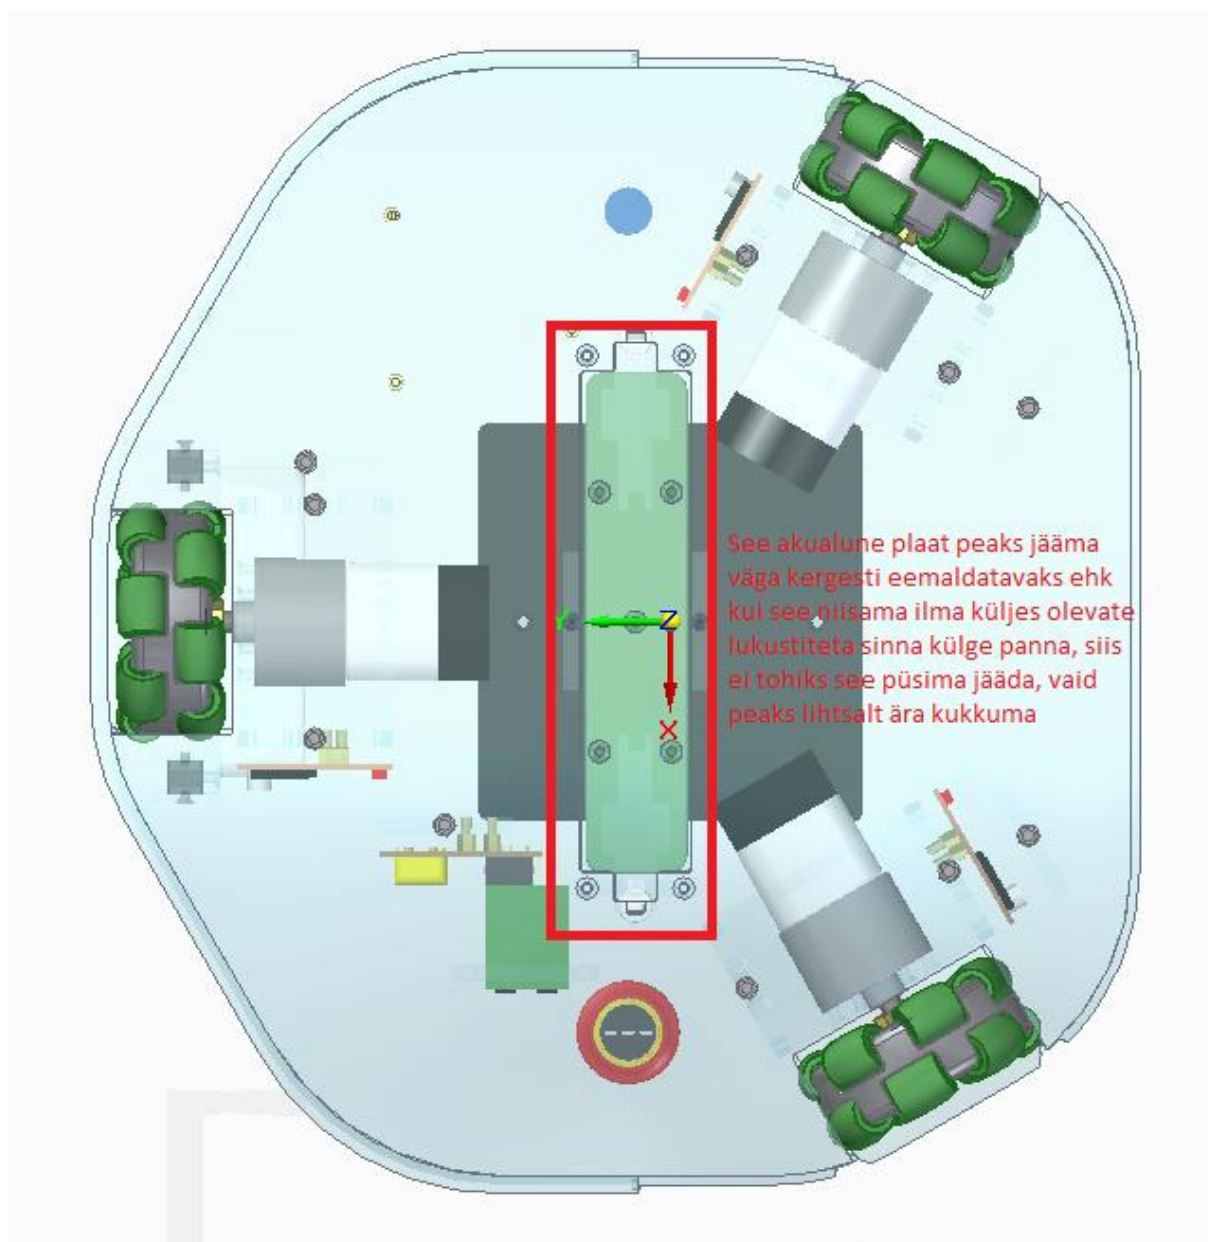 See akualune plaat peaks jääma
väga kergesti eemaldatavaks ehk
kui see niisama ilma küljes olevate
lukustiteta sinna külge panna, siis
ei tohiks see püsima jääda, vaid
peaks lihtsalt ära kukkuma
Y
Z
X